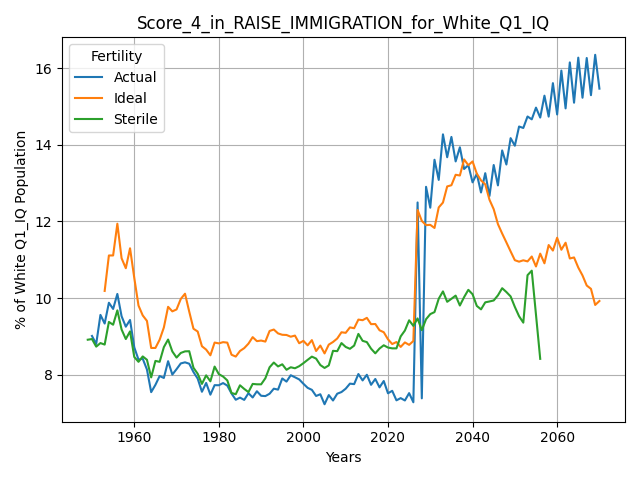 Score_4_in_RAISE_IMMIGRATION_for_White_Q1_IQ
Fertility
Actual
Ideal
Sterile
% of White Q1_IQ Population
16
14
12
10
8
1960
1980
2000
2020
2040
2060
Years